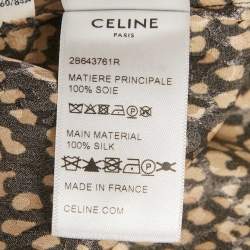 CELINE
PARIS
28643761R
MATIERE PRINCIPALE
100% SOIE
MAIN MATERIAL
100% SILK
MADE IN FRANCE
CELINE.COM